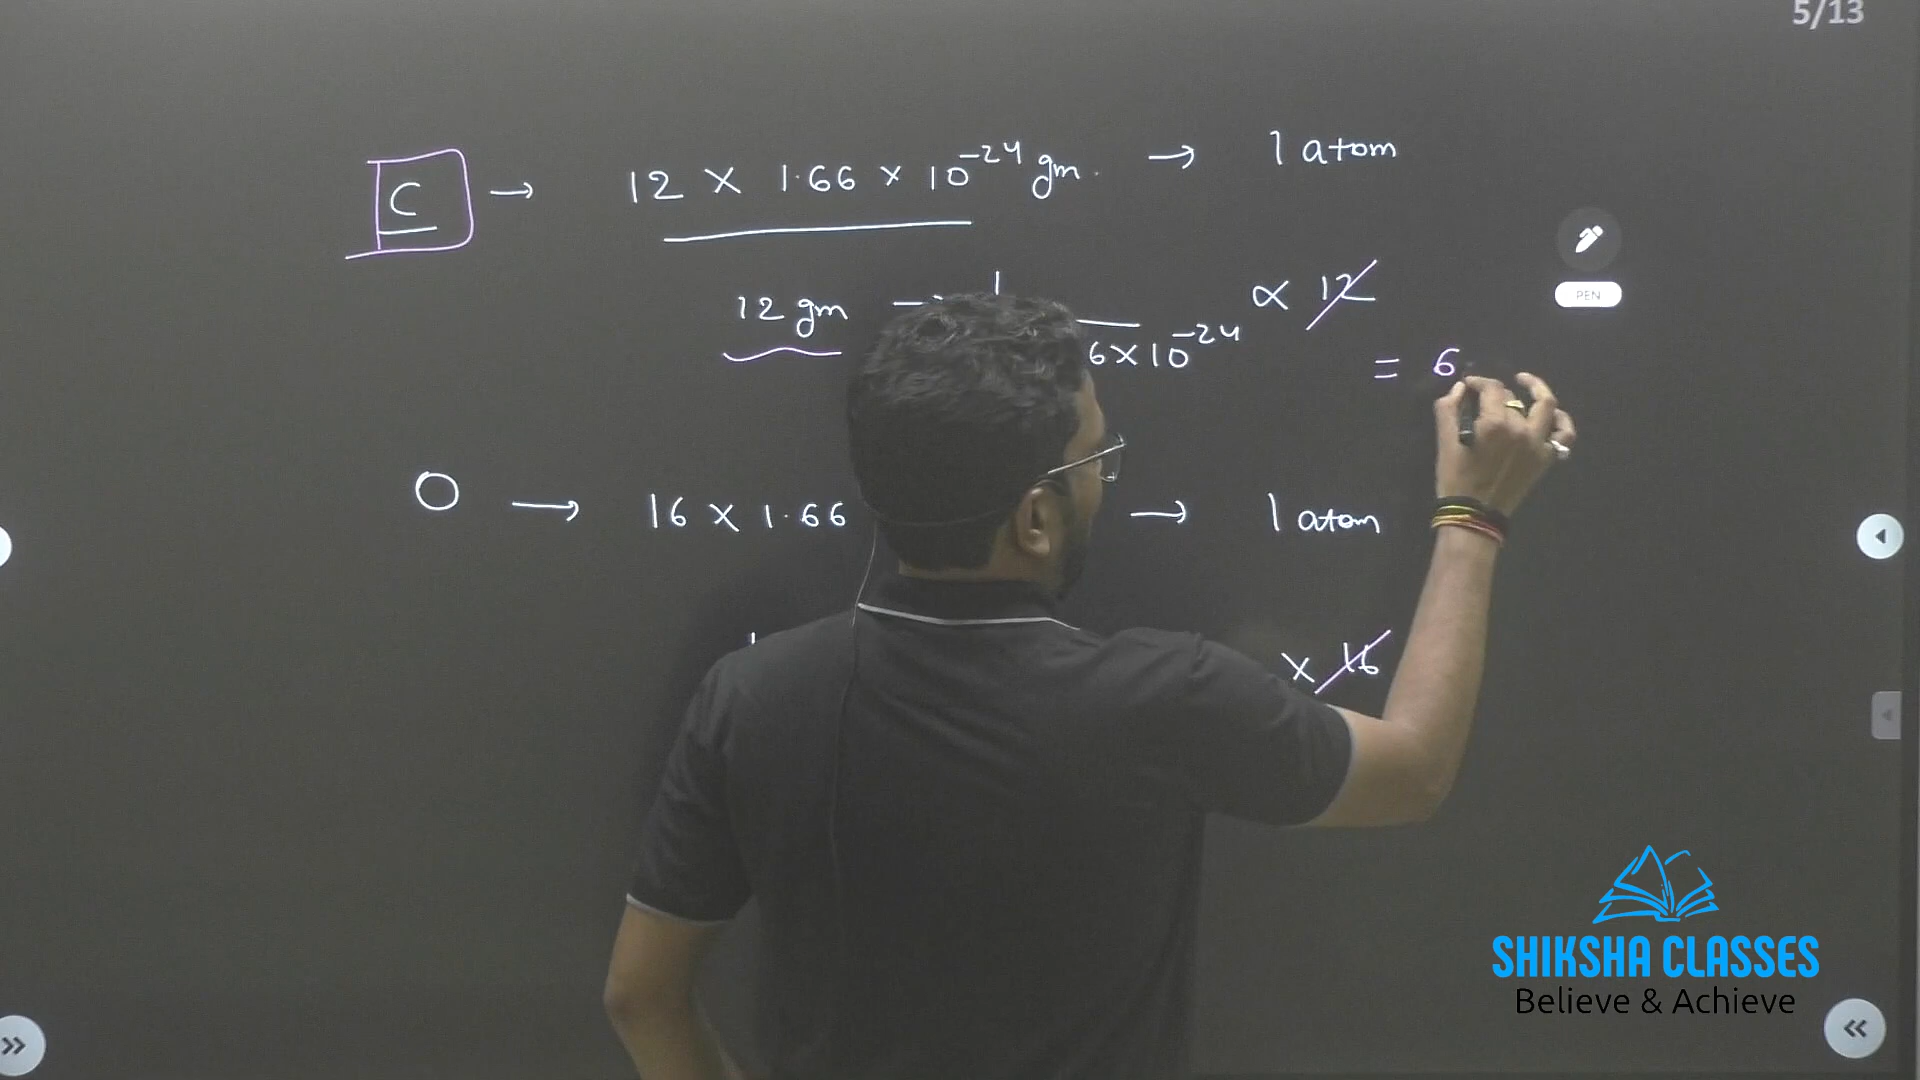 5/13
C → 12 × 1.66 × 10⁻²⁴ gm. → 1 atom
12 gm → 1 / 6×10⁻²⁴ × 12
PEN
= 6.
O → 16 × 1.66 → 1 atom
× 16
SHIKSHA CLASSES
Believe & Achieve